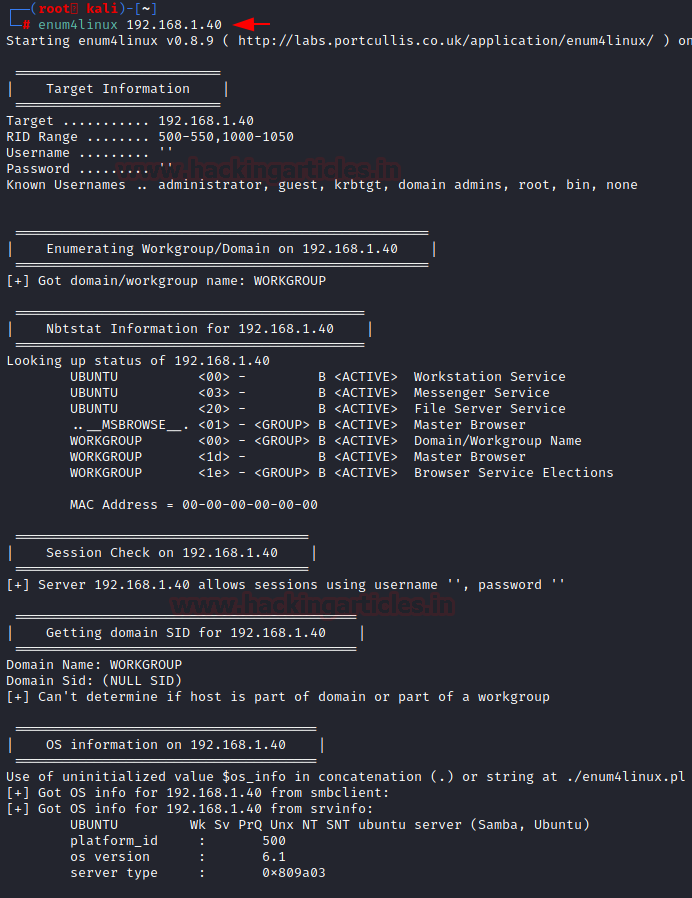 ┌──(root㉿ kali)-[~]
└─# enum4linux 192.168.1.40
Starting enum4linux v0.8.9 ( http://labs.portcullis.co.uk/application/enum4linux/ ) on
==========================
| Target Information |
==========================
Target ........... 192.168.1.40
RID Range ........ 500-550,1000-1050
Username ......... ''
Password ......... ''
www.hackingarticles.in
Known Usernames .. administrator, guest, krbtgt, domain admins, root, bin, none
====================================================
| Enumerating Workgroup/Domain on 192.168.1.40 |
====================================================
[+] Got domain/workgroup name: WORKGROUP
============================================
| Nbtstat Information for 192.168.1.40 |
============================================
Looking up status of 192.168.1.40
UBUNTU <00> - B <ACTIVE> Workstation Service
UBUNTU <03> - B <ACTIVE> Messenger Service
UBUNTU <20> - B <ACTIVE> File Server Service
..__MSBROWSE__. <01> - <GROUP> B <ACTIVE> Master Browser
WORKGROUP <00> - <GROUP> B <ACTIVE> Domain/Workgroup Name
WORKGROUP <1d> - B <ACTIVE> Master Browser
WORKGROUP <1e> - <GROUP> B <ACTIVE> Browser Service Elections
MAC Address = 00-00-00-00-00-00
=====================================
| Session Check on 192.168.1.40 |
=====================================
[+] Server 192.168.1.40 allows sessions using username '', password ''
www.hackingarticles.in
===========================================
| Getting domain SID for 192.168.1.40 |
===========================================
Domain Name: WORKGROUP
Domain Sid: (NULL SID)
[+] Can't determine if host is part of domain or part of a workgroup
======================================
| OS information on 192.168.1.40 |
======================================
Use of uninitialized value $os_info in concatenation (.) or string at ./enum4linux.pl
[+] Got OS info for 192.168.1.40 from smbclient:
[+] Got OS info for 192.168.1.40 from srvinfo:
UBUNTU Wk Sv PrQ Unx NT SNT ubuntu server (Samba, Ubuntu)
platform_id : 500
os version : 6.1
server type : 0×809a03